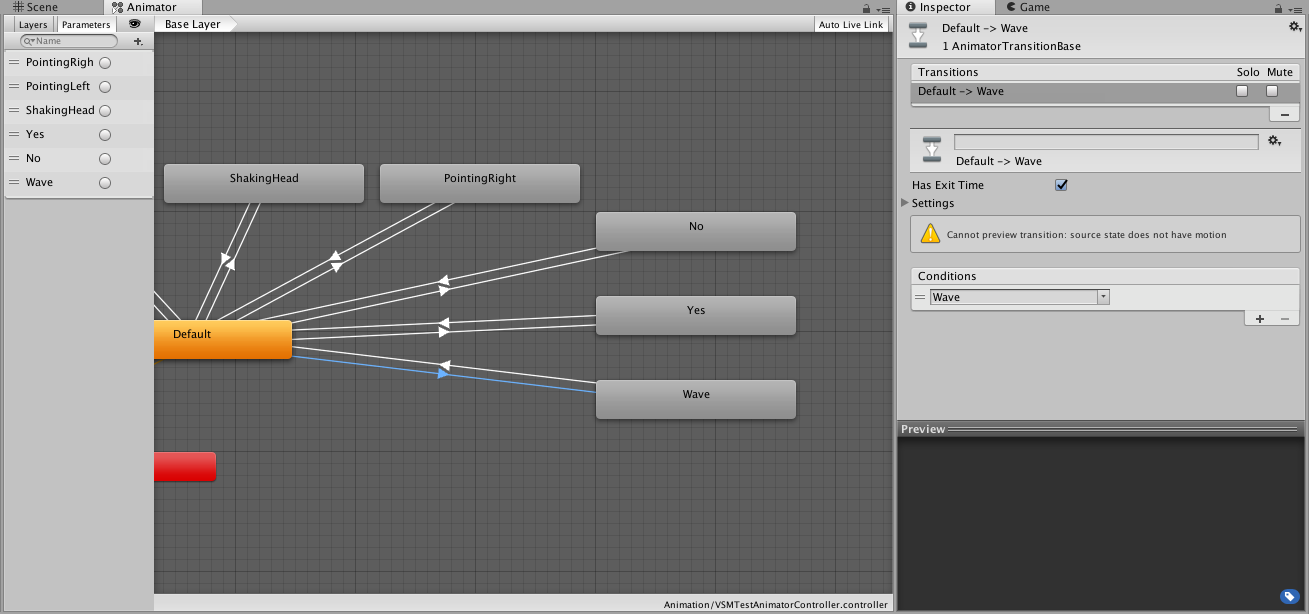 Scene
Animator
Layers
Parameters
Base Layer
Auto Live Link
Name
PointingRigh
PointingLeft
ShakingHead
Yes
No
Wave
ShakingHead
PointingRight
No
Yes
Default
Wave
Animation/VSMTestAnimatorController.controller
Inspector
Game
Default -> Wave
1 AnimatorTransitionBase
Transitions
Solo Mute
Default -> Wave
Default -> Wave
Has Exit Time
Settings
Cannot preview transition: source state does not have motion
Conditions
Wave
Preview